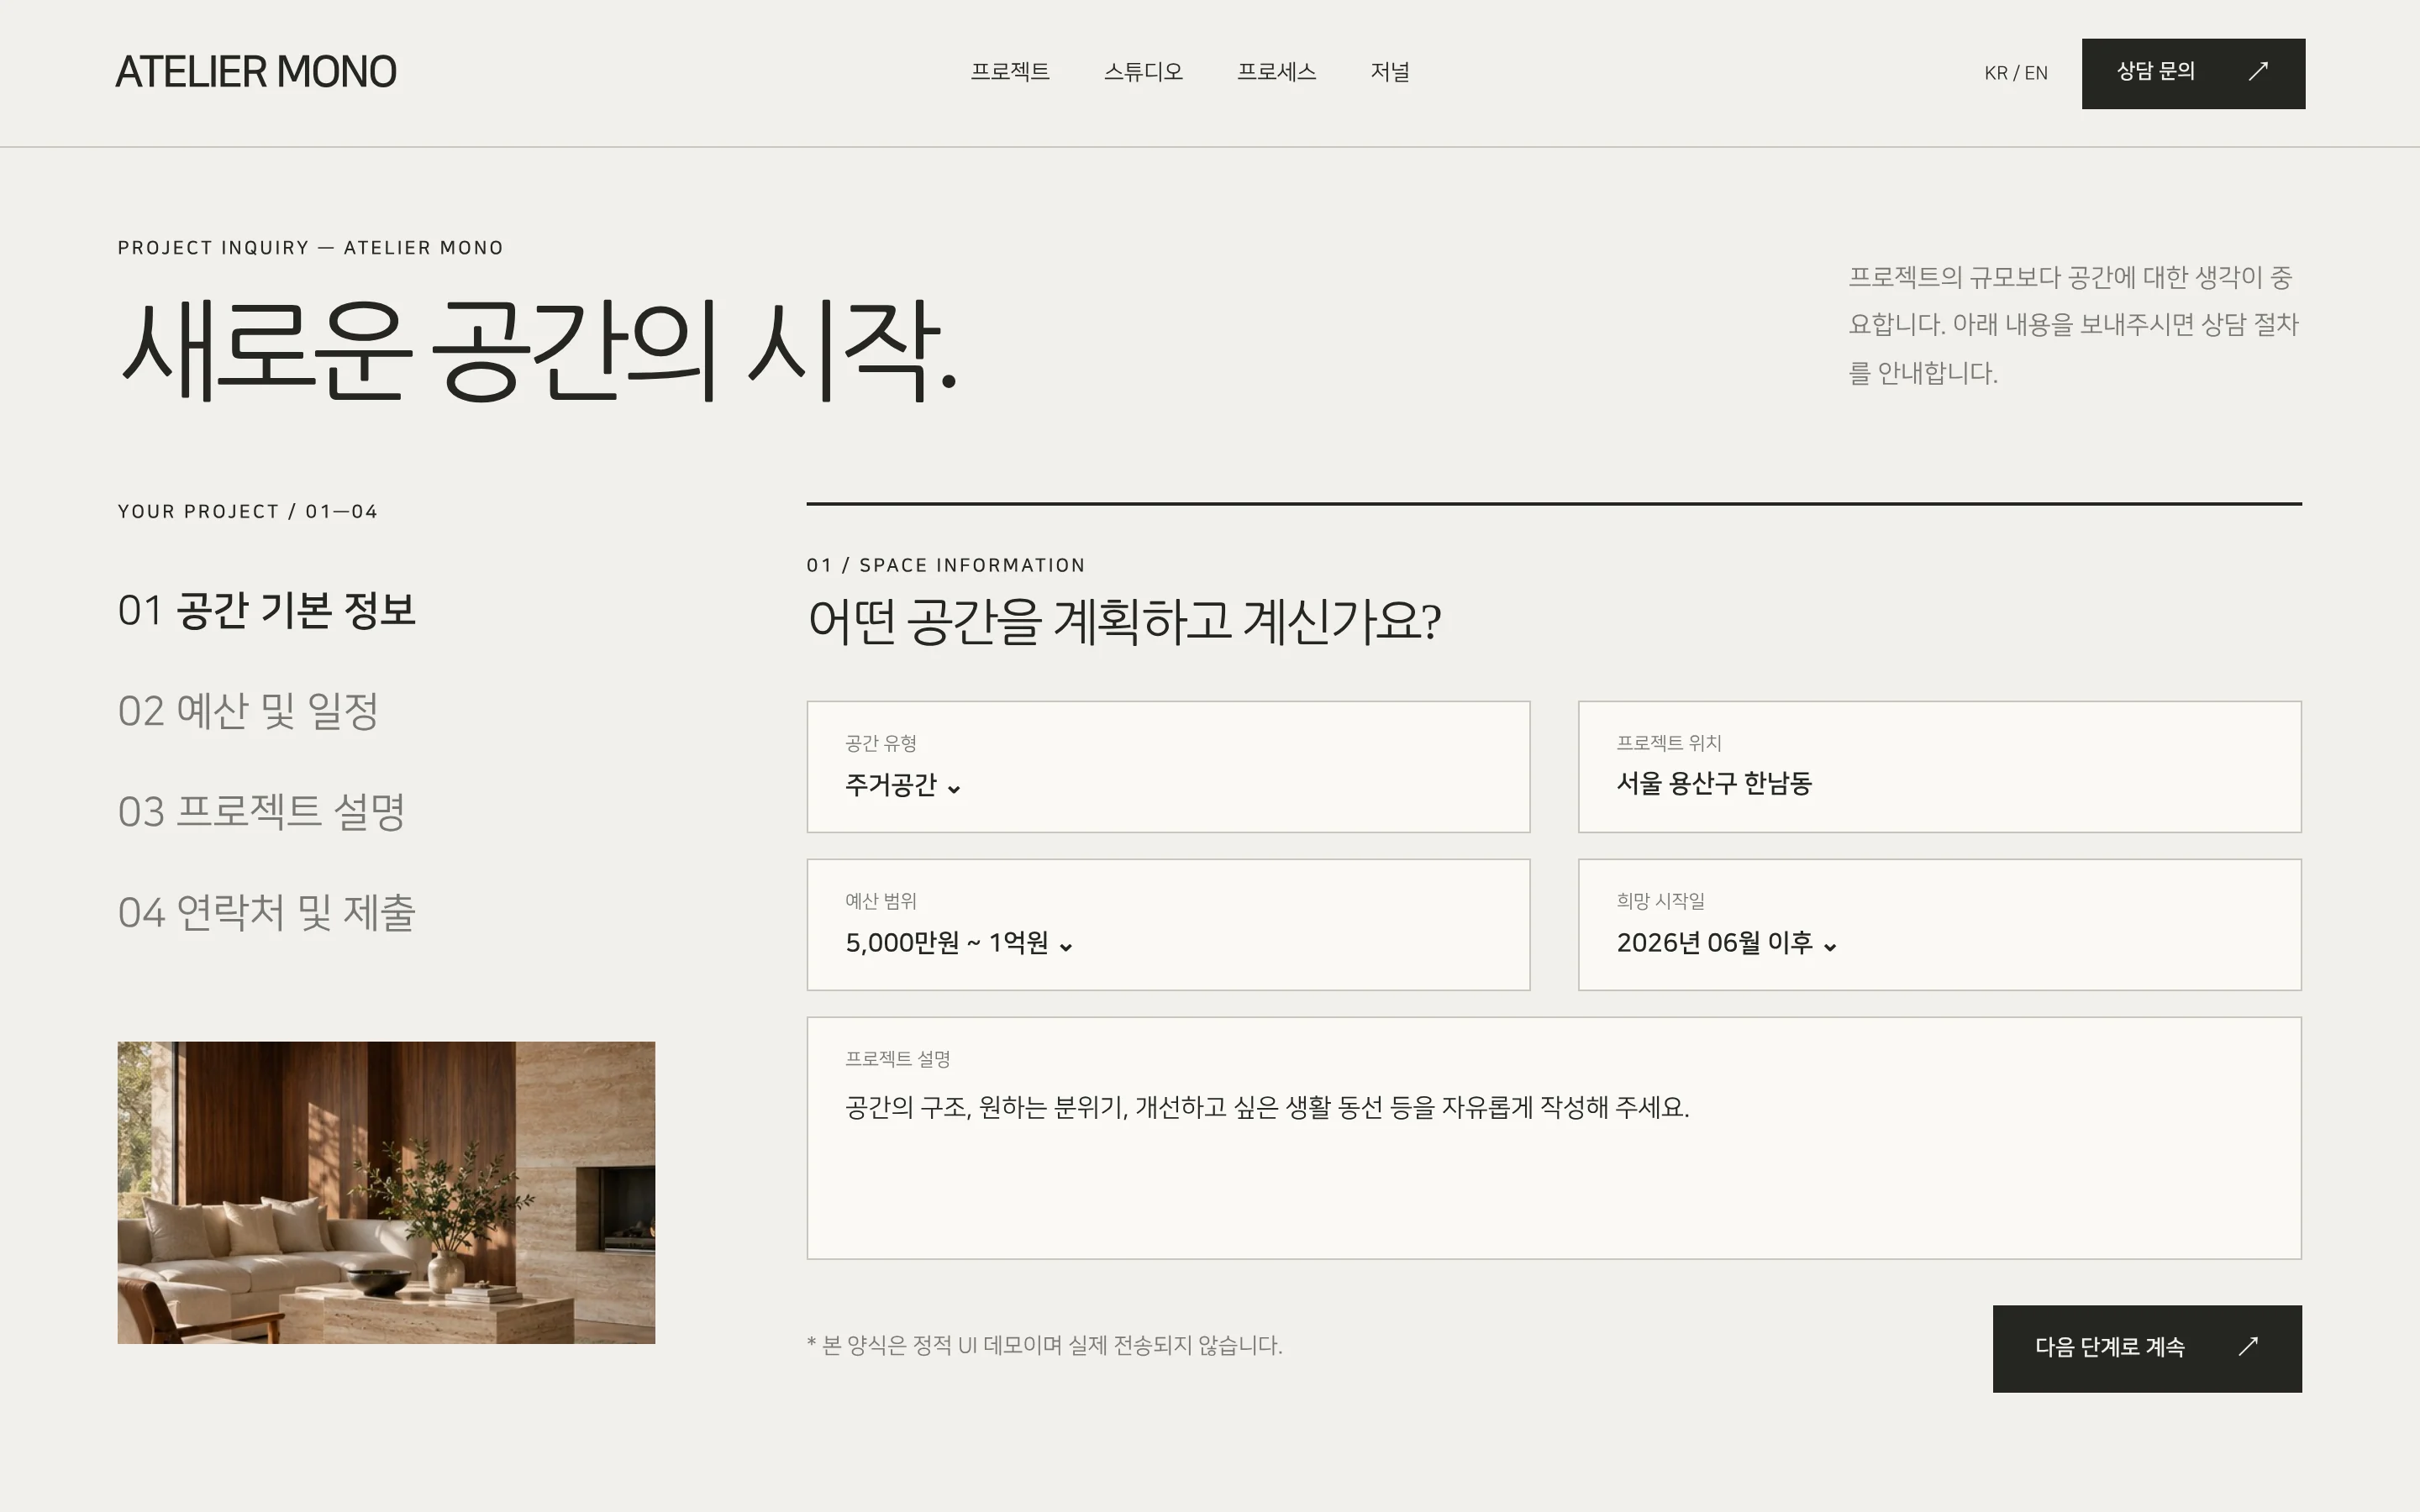 ATELIER MONO
프로젝트 스튜디오 프로세스 저널
KR / EN
상담 문의 ↗
PROJECT INQUIRY — ATELIER MONO
새로운 공간의 시작.
프로젝트의 규모보다 공간에 대한 생각이 중
요합니다. 아래 내용을 보내주시면 상담 절차
를 안내합니다.
YOUR PROJECT / 01—04
01 공간 기본 정보
02 예산 및 일정
03 프로젝트 설명
04 연락처 및 제출
01 / SPACE INFORMATION
어떤 공간을 계획하고 계신가요?
공간 유형
주거공간
프로젝트 위치
서울 용산구 한남동
예산 범위
5,000만원 ~ 1억원
희망 시작일
2026년 06월 이후
프로젝트 설명
공간의 구조, 원하는 분위기, 개선하고 싶은 생활 동선 등을 자유롭게 작성해 주세요.
* 본 양식은 정적 UI 데모이며 실제 전송되지 않습니다.
다음 단계로 계속 ↗